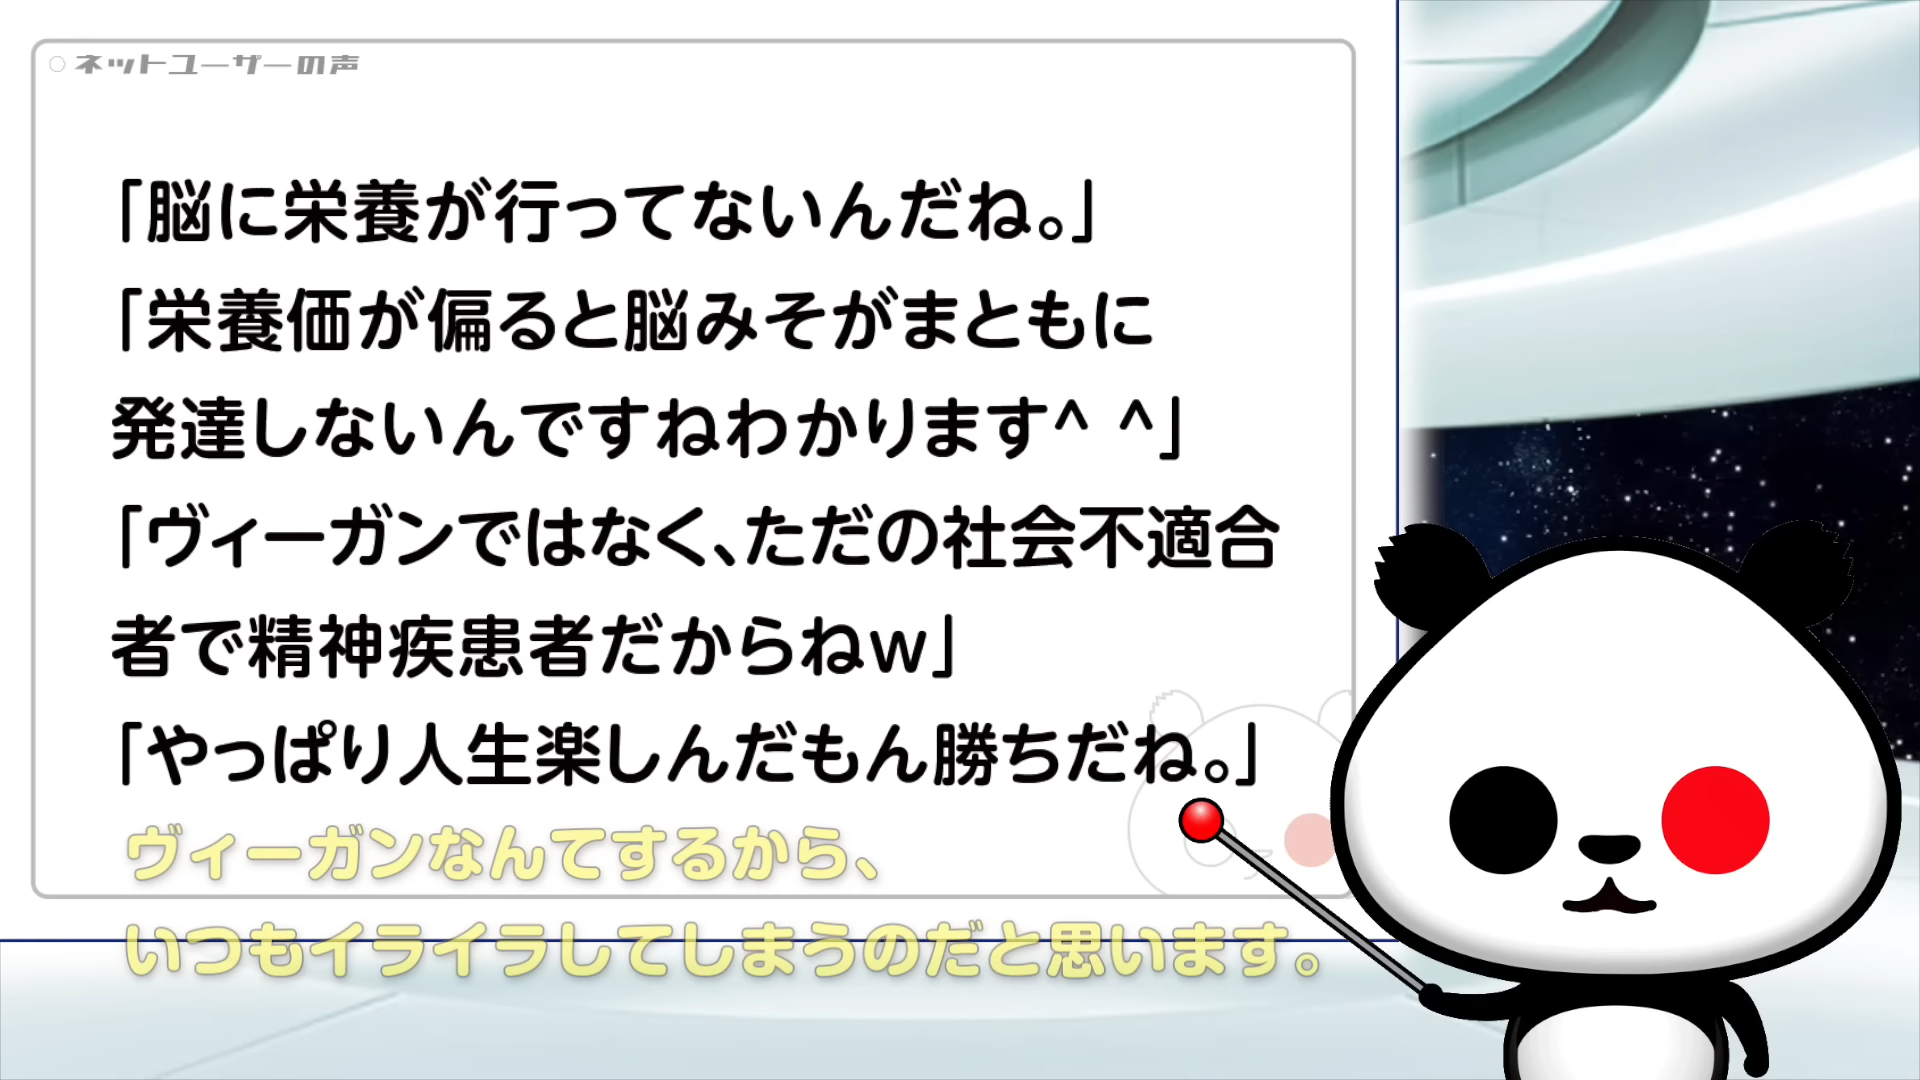 ○ ネットユーザーの声
「脳に栄養が行ってないんだね。」
「栄養価が偏ると脳みそがまともに
発達しないんですねわかります^ ^」
「ヴィーガンではなく、ただの社会不適合
者で精神疾患者だからねw」
「やっぱり人生楽しんだもん勝ちだね。」
ヴィーガンなんてするから、
いつもイライラしてしまうのだと思います。